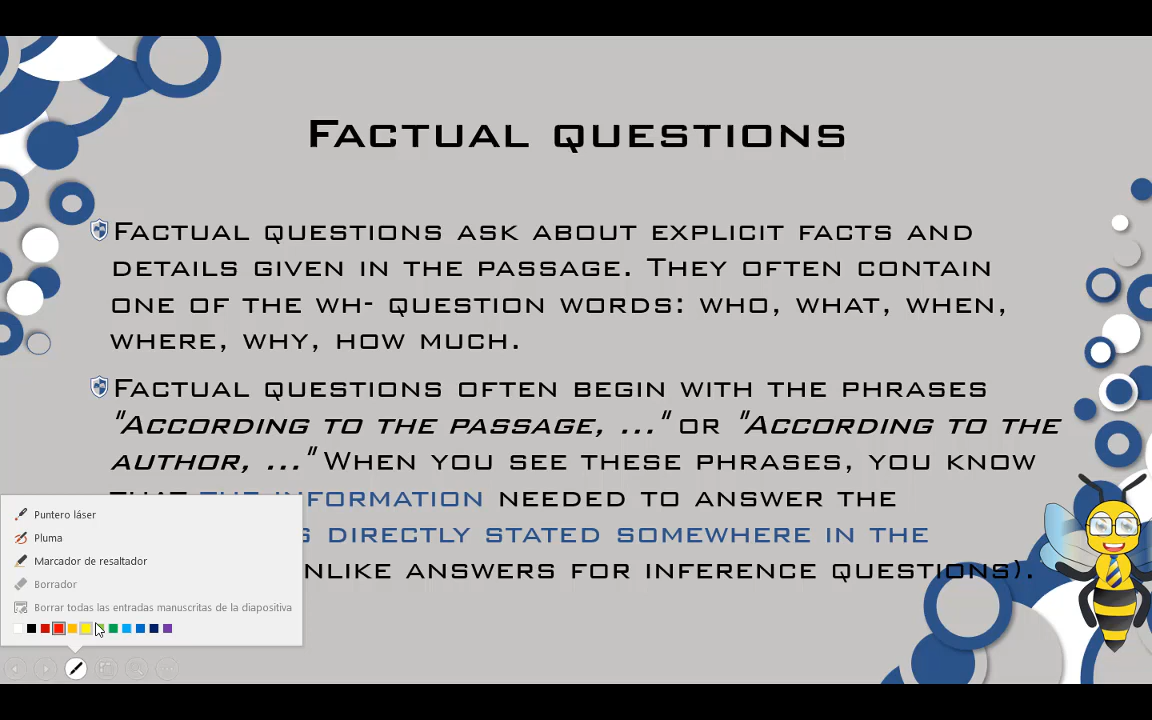 Factual questions
Factual questions ask about explicit facts and
details given in the passage. They often contain
one of the wh- question words: who, what, when,
where, why, how much.
Factual questions often begin with the phrases
"According to the passage, ..." or "According to the
author, ..." When you see these phrases, you know
information needed to answer the
directly stated somewhere in the
nlike answers for inference questions).
Puntero láser
Pluma
Marcador de resaltador
Borrador
Borrar todas las entradas manuscritas de la diapositiva